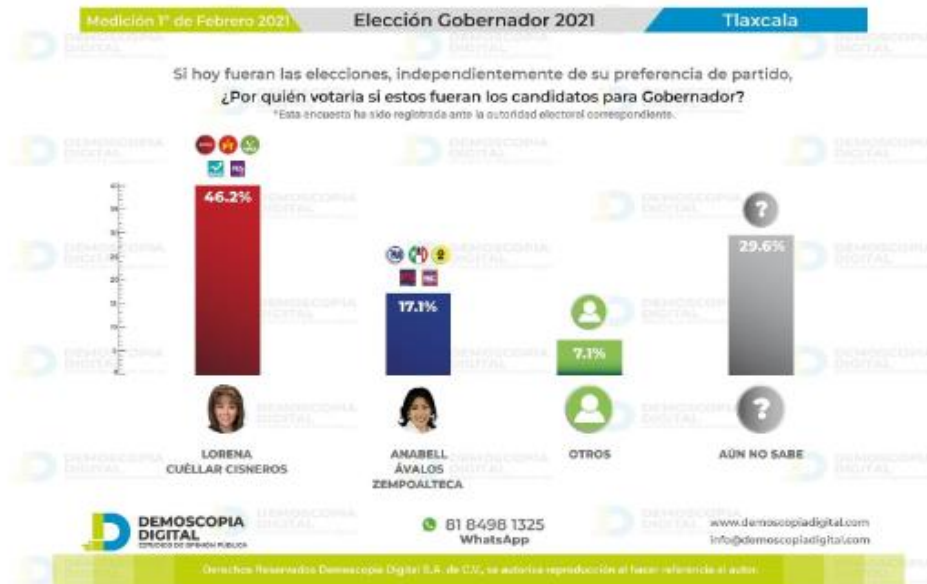 Medición 1° de Febrero 2021
Elección Gobernador 2021
Tlaxcala
Si hoy fueran las elecciones, independientemente de su preferencia de partido,
¿Por quién votaría si estos fueran los candidatos para Gobernador?
*Esta encuesta ha sido registrada ante la autoridad electoral correspondiente.
46.2%
17.1%
7.1%
29.6%
LORENA
CUÉLLAR CISNEROS
ANABELL
ÁVALOS
ZEMPOALTECA
OTROS
AÚN NO SABE
DEMOSCOPIA
DIGITAL
ESTUDIOS DE OPINIÓN PÚBLICA
81 8498 1325
WhatsApp
www.demoscopiadigital.com
info@demoscopiadigital.com
Derechos Reservados Demoscopia Digital S.A. de C.V., se autoriza reproducción al hacer referencia al autor.